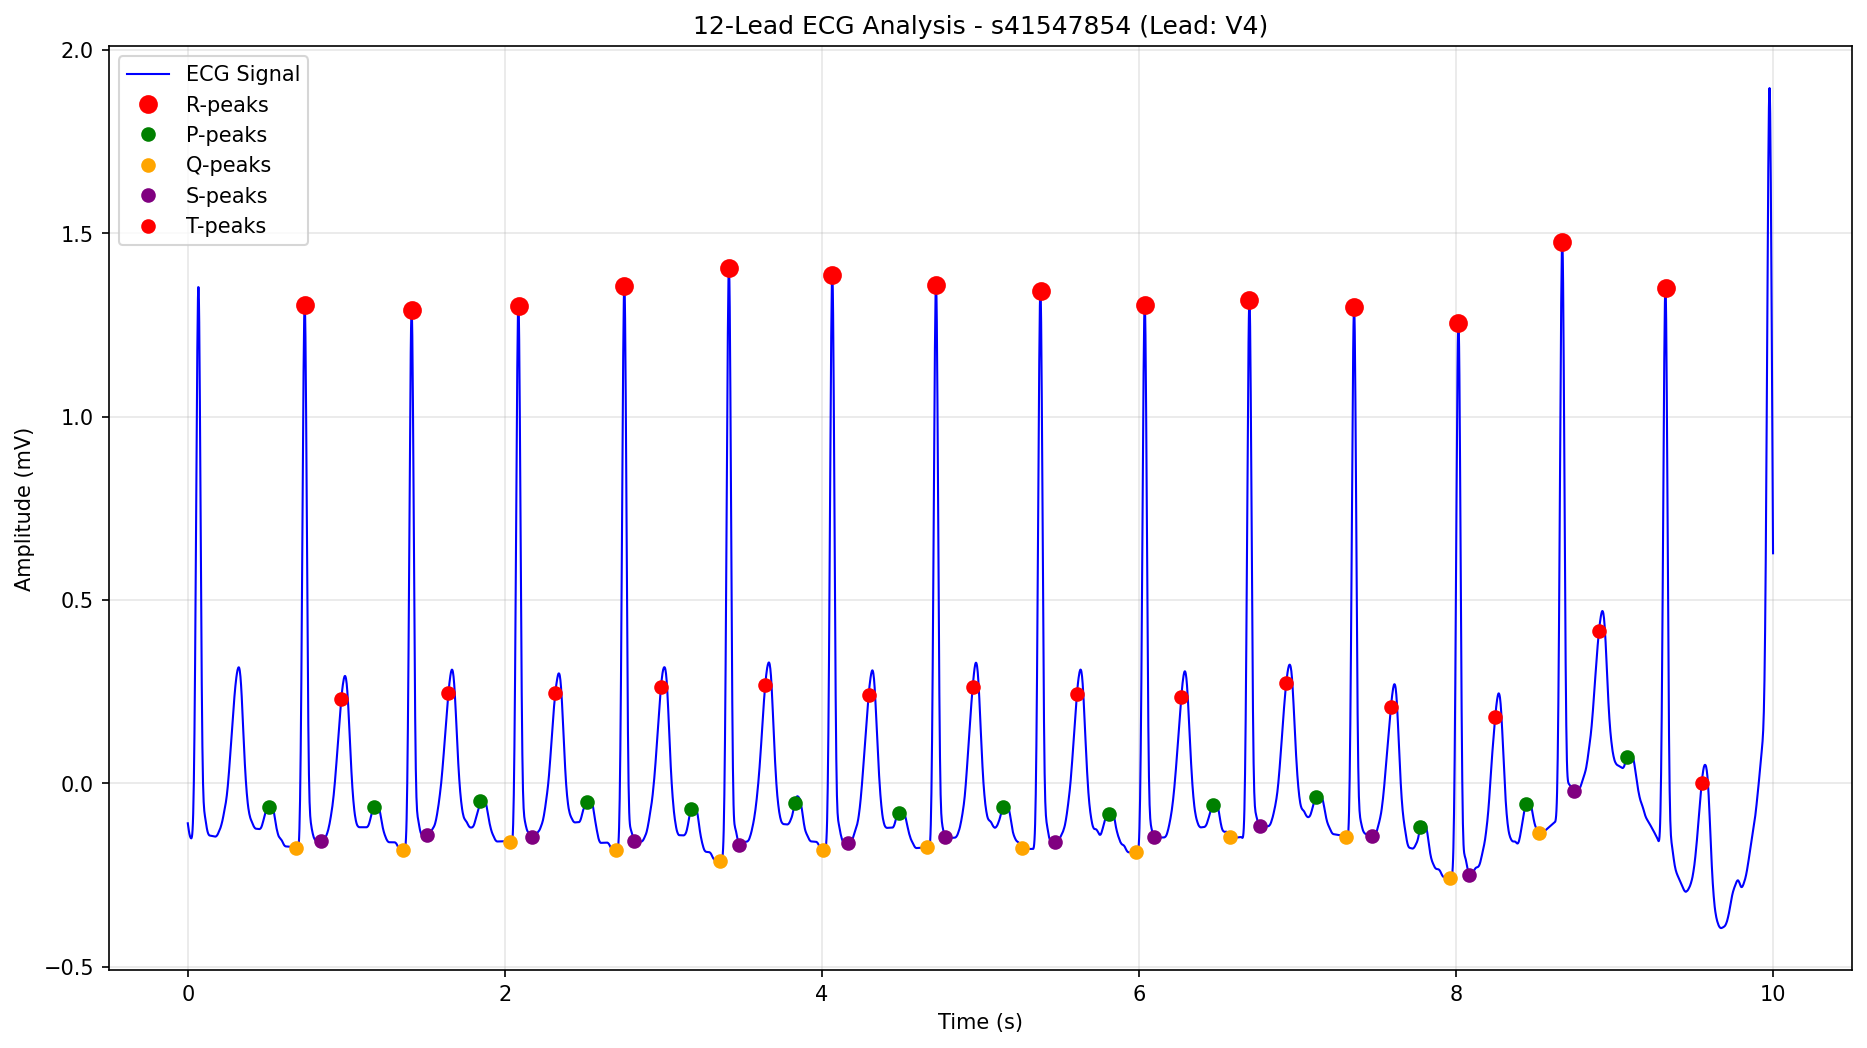 12-Lead ECG Analysis - s41547854 (Lead: V4)
2.0
1.5
1.0
0.5
0.0
−0.5
Amplitude (mV)
ECG Signal
R-peaks
P-peaks
Q-peaks
S-peaks
T-peaks
0 2 4 6 8 10
Time (s)